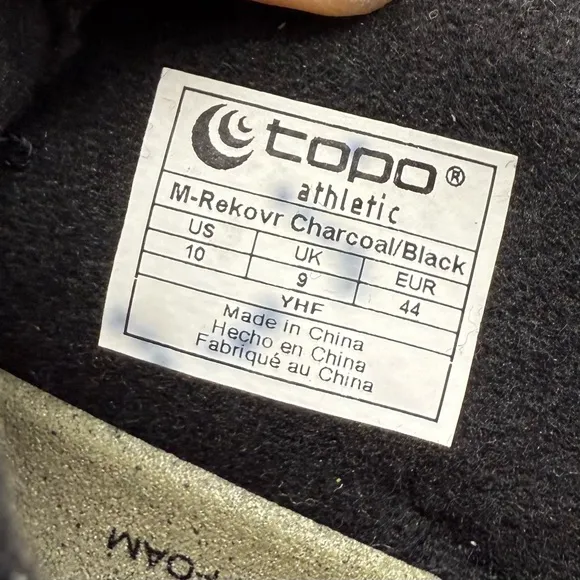 topo®
athletic
M-Rekovr Charcoal/Black
US UK EUR
10 9 44
YHF
Made in China
Hecho en China
Fabriqué au China
FOAM